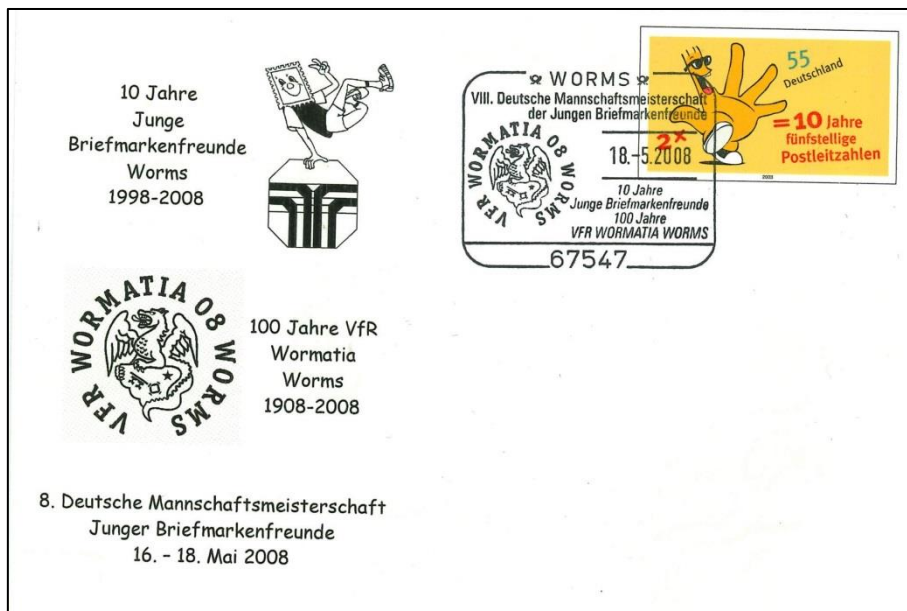 10 Jahre
Junge
Briefmarkenfreunde
Worms
1998-2008
VFR WORMATIA 08 WORMS
100 Jahre VfR
Wormatia
Worms
1908-2008
8. Deutsche Mannschaftsmeisterschaft
Junger Briefmarkenfreunde
16. - 18. Mai 2008
WORMS
VIII. Deutsche Mannschaftsmeisterschaft
der Jungen Briefmarkenfreunde
VFR WORMATIA 08 WORMS
18.-5.2008
10 Jahre
Junge Briefmarkenfreunde
100 Jahre
VFR WORMATIA WORMS
67547
55
Deutschland
2x
=10 Jahre
fünfstellige
Postleitzahlen
2003